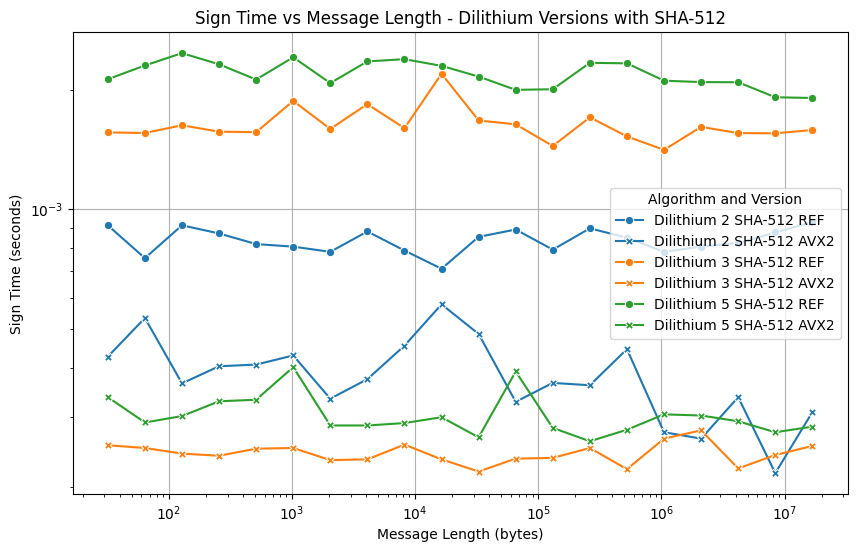 Sign Time vs Message Length - Dilithium Versions with SHA-512
Sign Time (seconds)
10⁻³
Algorithm and Version
Dilithium 2 SHA-512 REF
Dilithium 2 SHA-512 AVX2
Dilithium 3 SHA-512 REF
Dilithium 3 SHA-512 AVX2
Dilithium 5 SHA-512 REF
Dilithium 5 SHA-512 AVX2
10² 10³ 10⁴ 10⁵ 10⁶ 10⁷
Message Length (bytes)